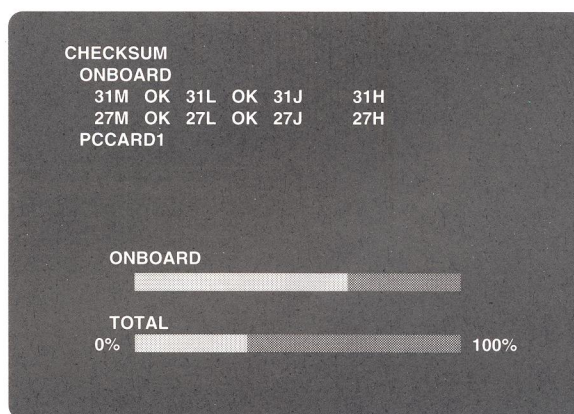 CHECKSUM
ONBOARD
31M OK 31L OK 31J 31H
27M OK 27L OK 27J 27H
PCCARD1
ONBOARD
TOTAL
0% 100%